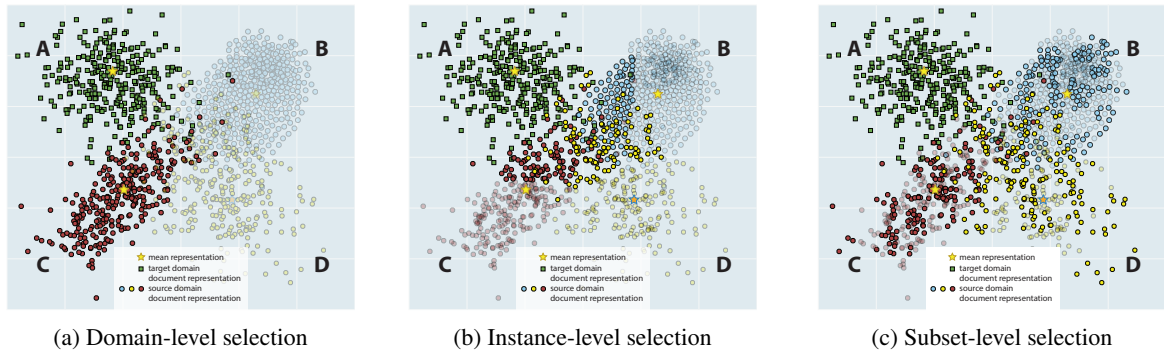 A
B
C
D
mean representation
target domain
document representation
source domain
document representation
(a) Domain-level selection
A
B
C
D
mean representation
target domain
document representation
source domain
document representation
(b) Instance-level selection
A
B
C
D
mean representation
target domain
document representation
source domain
document representation
(c) Subset-level selection